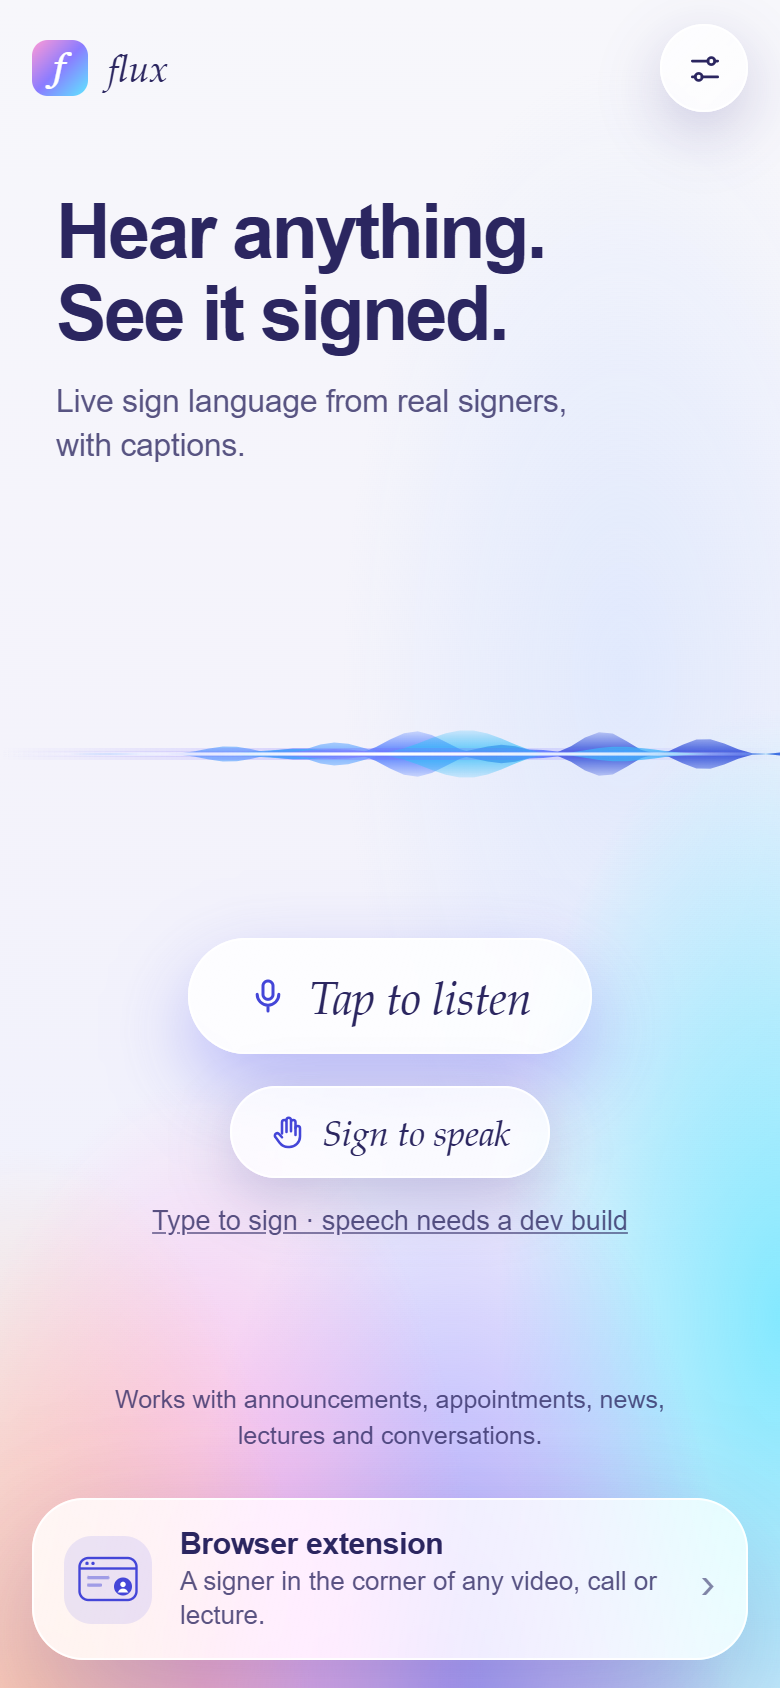 f flux
Hear anything.
See it signed.
Live sign language from real signers,
with captions.
Tap to listen
Sign to speak
Type to sign · speech needs a dev build
Works with announcements, appointments, news,
lectures and conversations.
Browser extension
A signer in the corner of any video, call or
lecture.